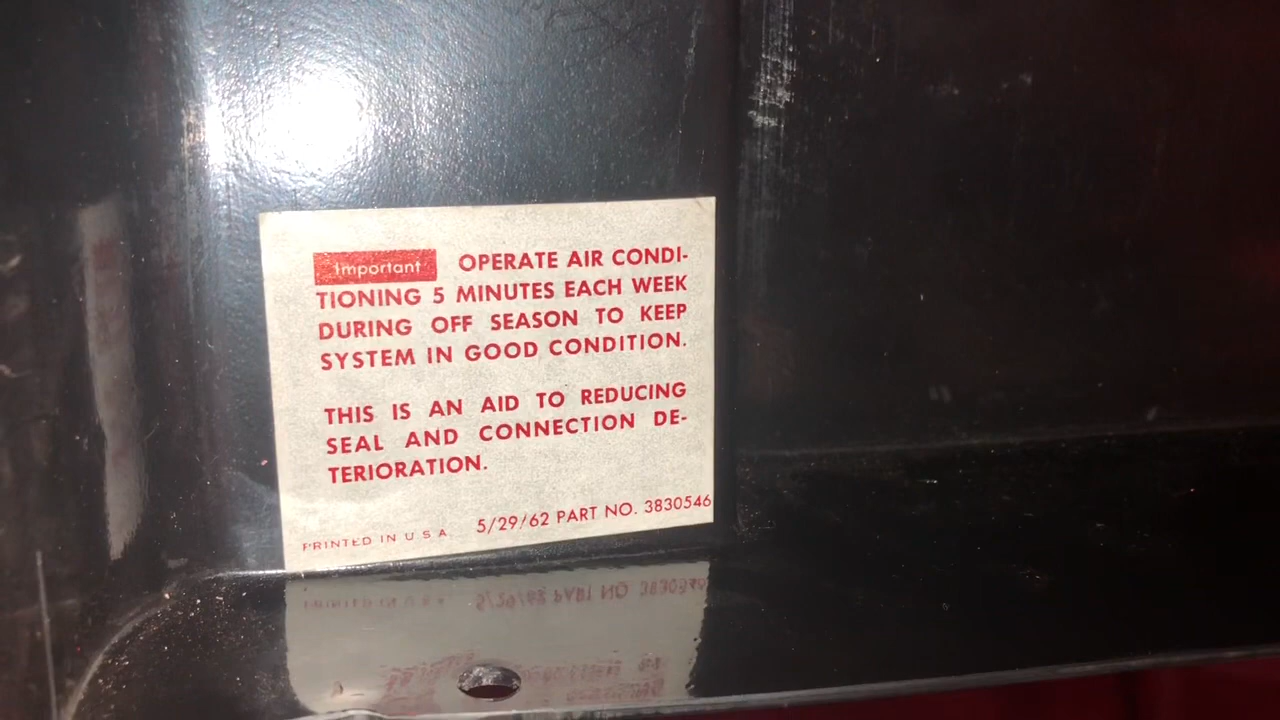 Important OPERATE AIR CONDI-
TIONING 5 MINUTES EACH WEEK
DURING OFF SEASON TO KEEP
SYSTEM IN GOOD CONDITION.
THIS IS AN AID TO REDUCING
SEAL AND CONNECTION DE-
TERIORATION.
PRINTED IN U S A 5/29/62 PART NO. 3830546